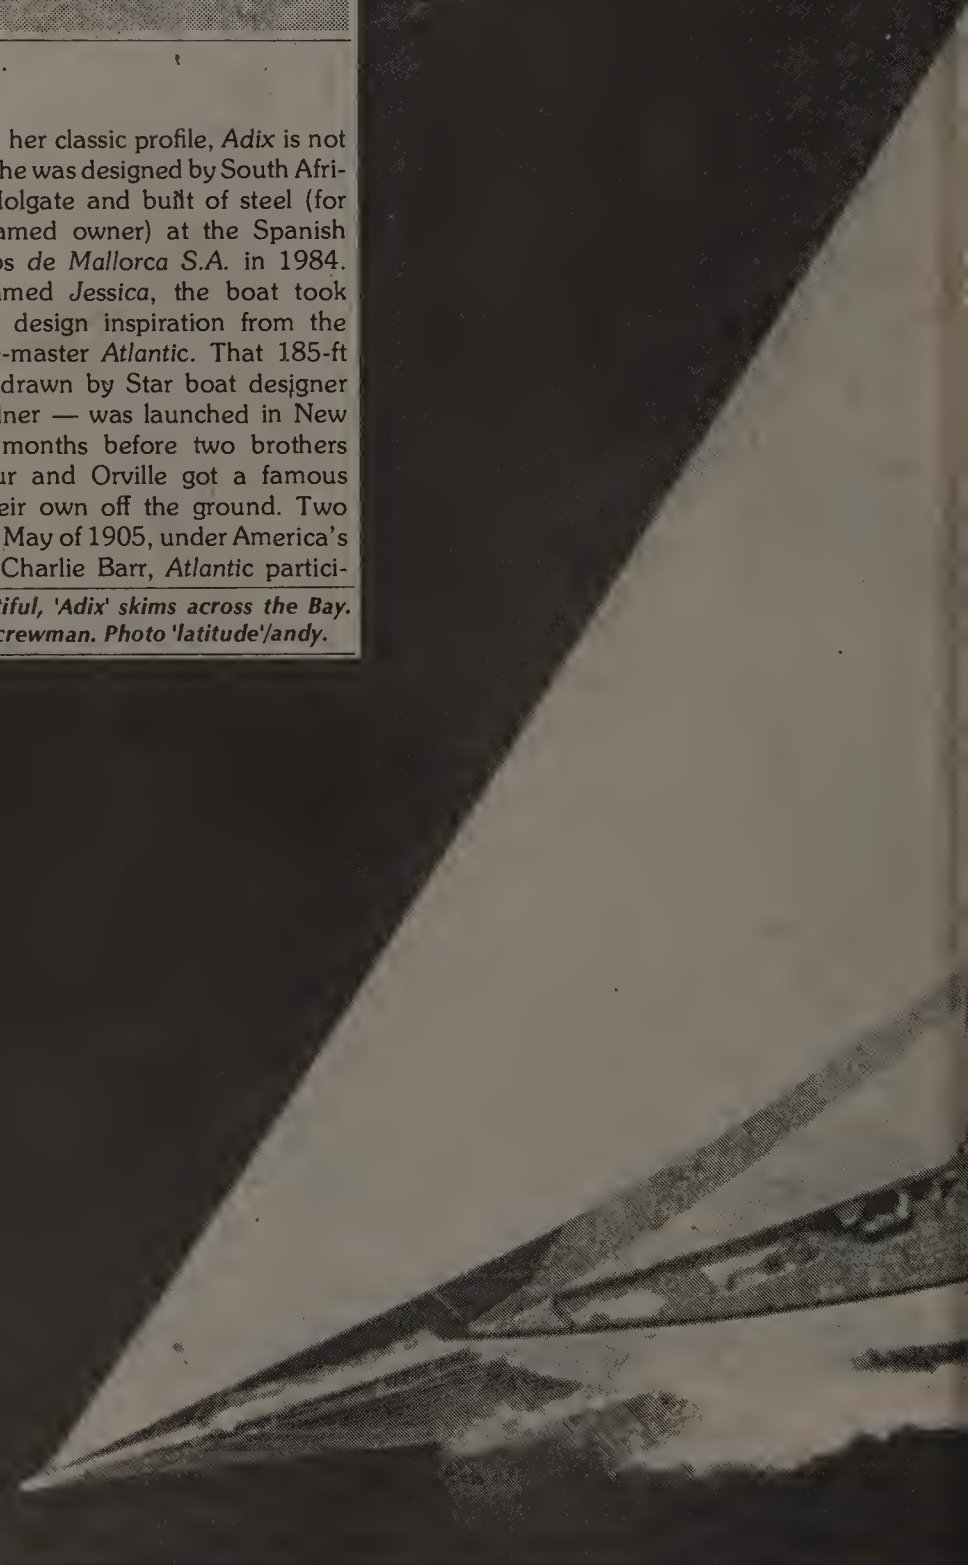 her classic profile, Adix is not
he was designed by South Afri-
olgate and built of steel (for
amed owner) at the Spanish
os de Mallorca S.A. in 1984.
med Jessica, the boat took
design inspiration from the
-master Atlantic. That 185-ft
drawn by Star boat designer
iner — was launched in New
months before two brothers
ur and Orville got a famous
eir own off the ground. Two
May of 1905, under America's
Charlie Barr, Atlantic partici-
tiful, 'Adix' skims across the Bay.
crewman. Photo 'latitude'/andy.